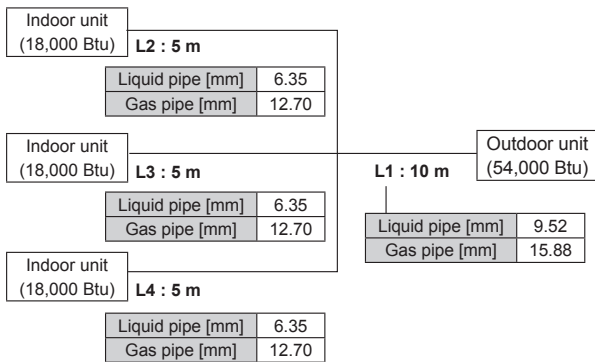 Indoor unit
(18,000 Btu)
L2 : 5 m
Liquid pipe [mm] 6.35
Gas pipe [mm] 12.70
Indoor unit
(18,000 Btu)
L3 : 5 m
Liquid pipe [mm] 6.35
Gas pipe [mm] 12.70
Outdoor unit
(54,000 Btu)
L1 : 10 m
Liquid pipe [mm] 9.52
Gas pipe [mm] 15.88
Indoor unit
(18,000 Btu)
L4 : 5 m
Liquid pipe [mm] 6.35
Gas pipe [mm] 12.70